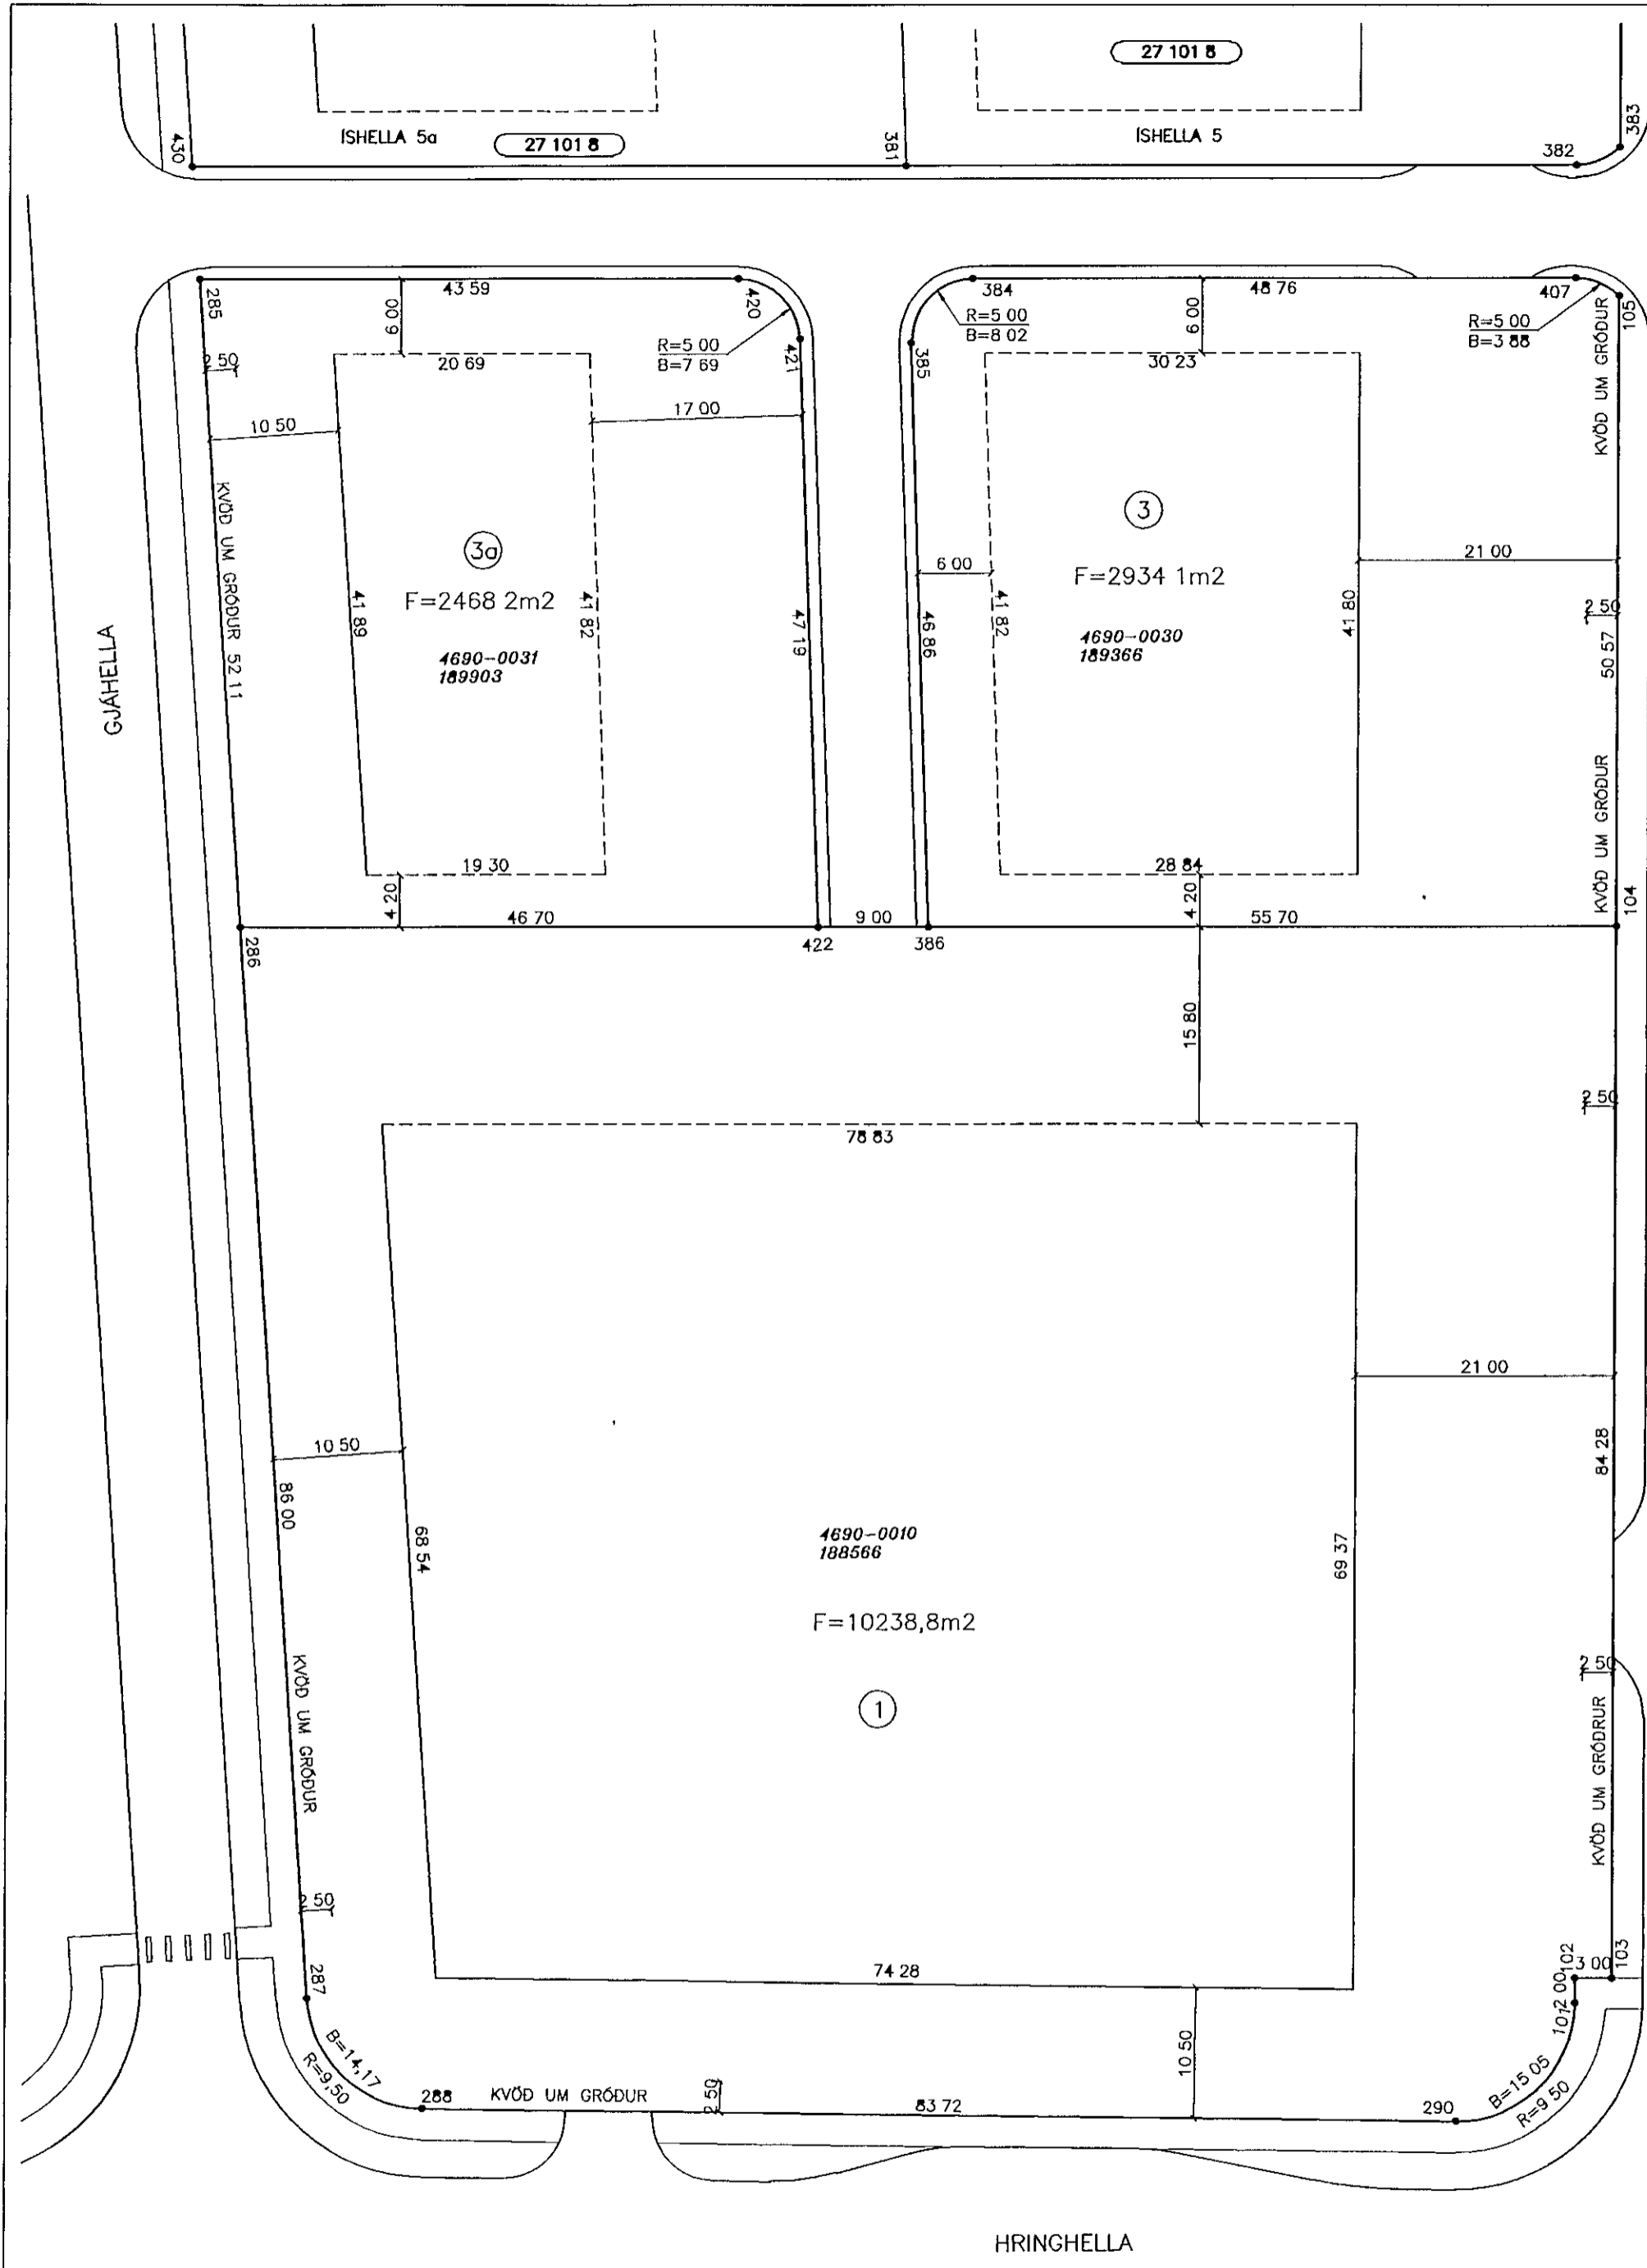 27 101 8
ÍSHELLA 5a
27 101 8
ÍSHELLA 5
430
381
382
383
285
43 59
420
384
48 76
407
105
6 00
6 00
R=5 00
B=7 69
421
R=5 00
B=8 02
385
R=5 00
B=3 88
2 50
20 69
30 23
10 50
17 00
KVÖÐ UM GRÓÐUR
KVÖÐ UM GRÓÐUR 52 11
3a
F=2468 2m2
4690-0031
189903
41 89
41 82
47 19
46 86
6 00
41 82
3
F=2934 1m2
4690-0030
189366
41 80
21 00
2 50
50 57
GJÁHELLA
KVÖÐ UM GRÓÐUR
19 30
28 84
4 20
4 20
46 70
9 00
55 70
104
286
422
386
15 80
2 50
78 83
21 00
10 50
86 00
84 28
68 54
69 37
4690-0010
188566
F=10238,8m2
1
2 50
KVÖÐ UM GRÓÐUR
KVÖÐ UM GRÓÐRUR
2 50
287
74 28
102
3 00
103
2 00
101
B=14,17
R=9,50
10 50
B=15 05
R=9 50
288
KVÖÐ UM GRÓÐUR
2 50
83 72
290
HRINGHELLA